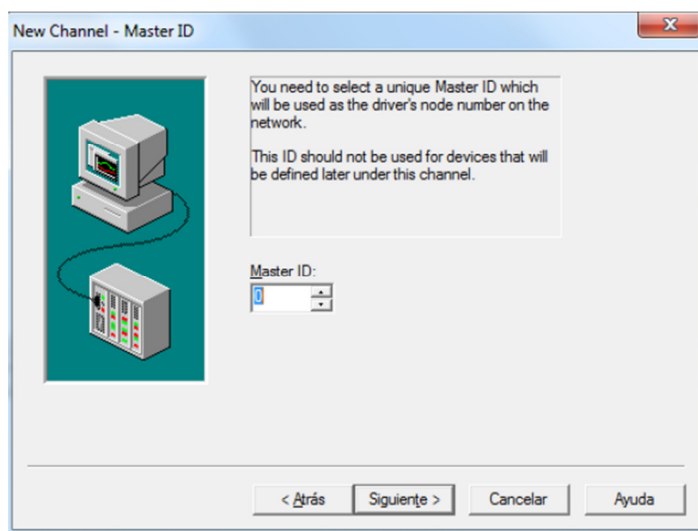 New Channel - Master ID
You need to select a unique Master ID which
will be used as the driver's node number on the
network.
This ID should not be used for devices that will
be defined later under this channel.
Master ID:
0
< Atrás
Siguiente >
Cancelar
Ayuda